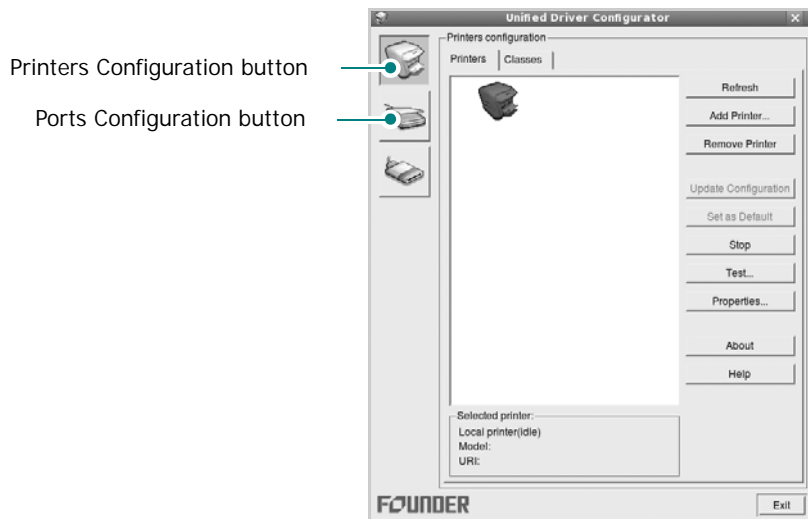 Unified Driver Configurator
Printers Configuration button
Ports Configuration button
Printers configuration
Printers
Classes
Refresh
Add Printer...
Remove Printer
Update Configuration
Set as Default
Stop
Test...
Properties...
About
Help
Selected printer:
Local printer(idle)
Model:
URI:
FOUNDER
Exit